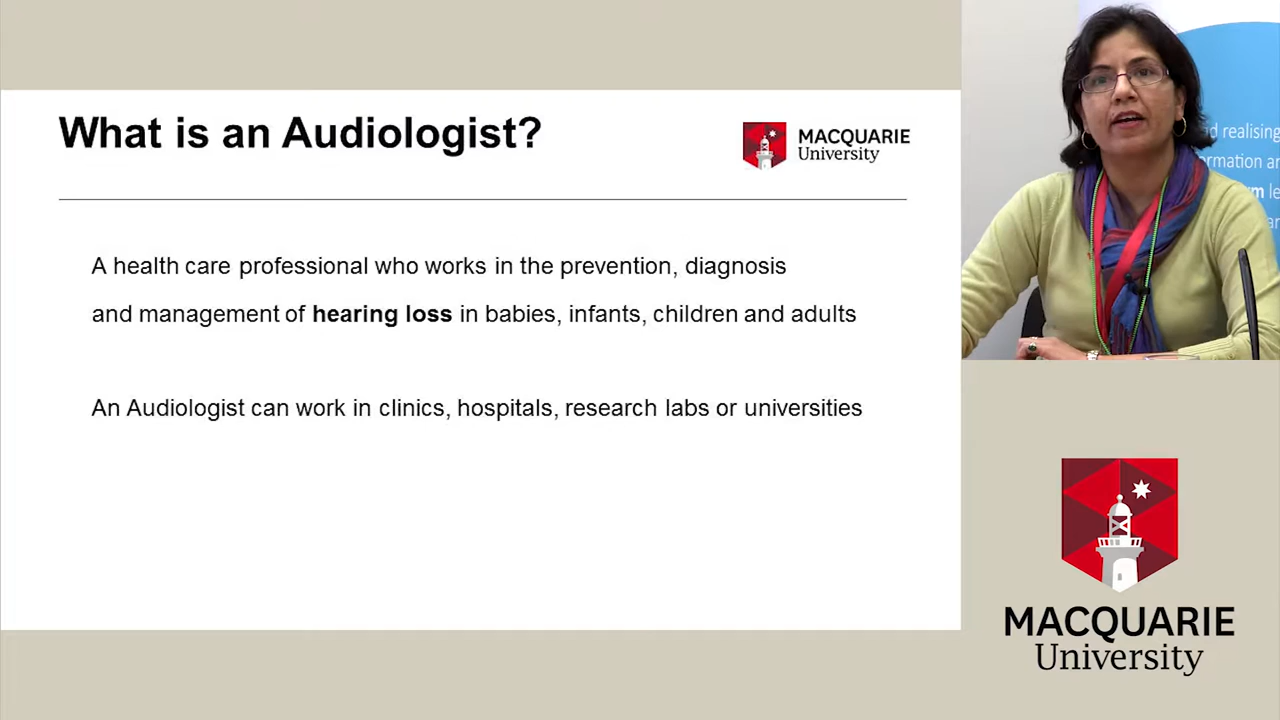 What is an Audiologist?
MACQUARIE
University
A health care professional who works in the prevention, diagnosis
and management of hearing loss in babies, infants, children and adults
An Audiologist can work in clinics, hospitals, research labs or universities
realising
MACQUARIE
University